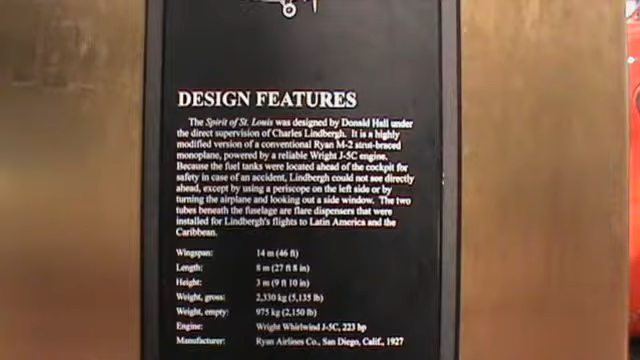 DESIGN FEATURES
The Spirit of St. Louis was designed by Donald Hall under
the direct supervision of Charles Lindbergh. It is a highly
modified version of a conventional Ryan M-2 strut-braced
monoplane, powered by a reliable Wright J-5C engine.
Because the fuel tanks were located ahead of the cockpit for
safety in case of an accident, Lindbergh could not see directly
ahead, except by using a periscope on the left side or by
turning the airplane and looking out a side window. The two
tubes beneath the fuselage are flare dispensers that were
installed for Lindbergh's flights to Latin America and the
Caribbean.
Wingspan: 14 m (46 ft)
Length: 8 m (27 ft 8 in)
Height: 3 m (9 ft 10 in)
Weight, gross: 2,330 kg (5,135 lb)
Weight, empty: 975 kg (2,150 lb)
Engine: Wright Whirlwind J-5C, 223 hp
Manufacturer: Ryan Airlines Co., San Diego, Calif., 1927